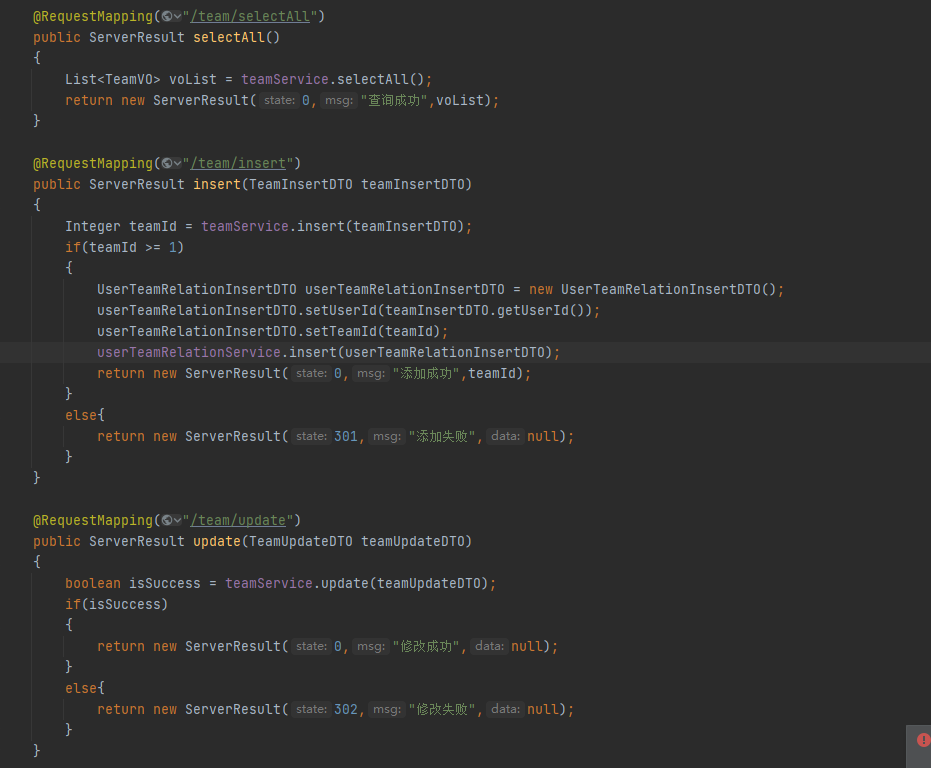 @RequestMapping("/team/selectAll")
public ServerResult selectAll()
{
List<TeamVO> voList = teamService.selectAll();
return new ServerResult( state: 0, msg: "查询成功",voList);
}
@RequestMapping("/team/insert")
public ServerResult insert(TeamInsertDTO teamInsertDTO)
{
Integer teamId = teamService.insert(teamInsertDTO);
if(teamId >= 1)
{
UserTeamRelationInsertDTO userTeamRelationInsertDTO = new UserTeamRelationInsertDTO();
userTeamRelationInsertDTO.setUserId(teamInsertDTO.getUserId());
userTeamRelationInsertDTO.setTeamId(teamId);
userTeamRelationService.insert(userTeamRelationInsertDTO);
return new ServerResult( state: 0, msg: "添加成功",teamId);
}
else{
return new ServerResult( state: 301, msg: "添加失败", data: null);
}
}
@RequestMapping("/team/update")
public ServerResult update(TeamUpdateDTO teamUpdateDTO)
{
boolean isSuccess = teamService.update(teamUpdateDTO);
if(isSuccess)
{
return new ServerResult( state: 0, msg: "修改成功", data: null);
}
else{
return new ServerResult( state: 302, msg: "修改失败", data: null);
}
}